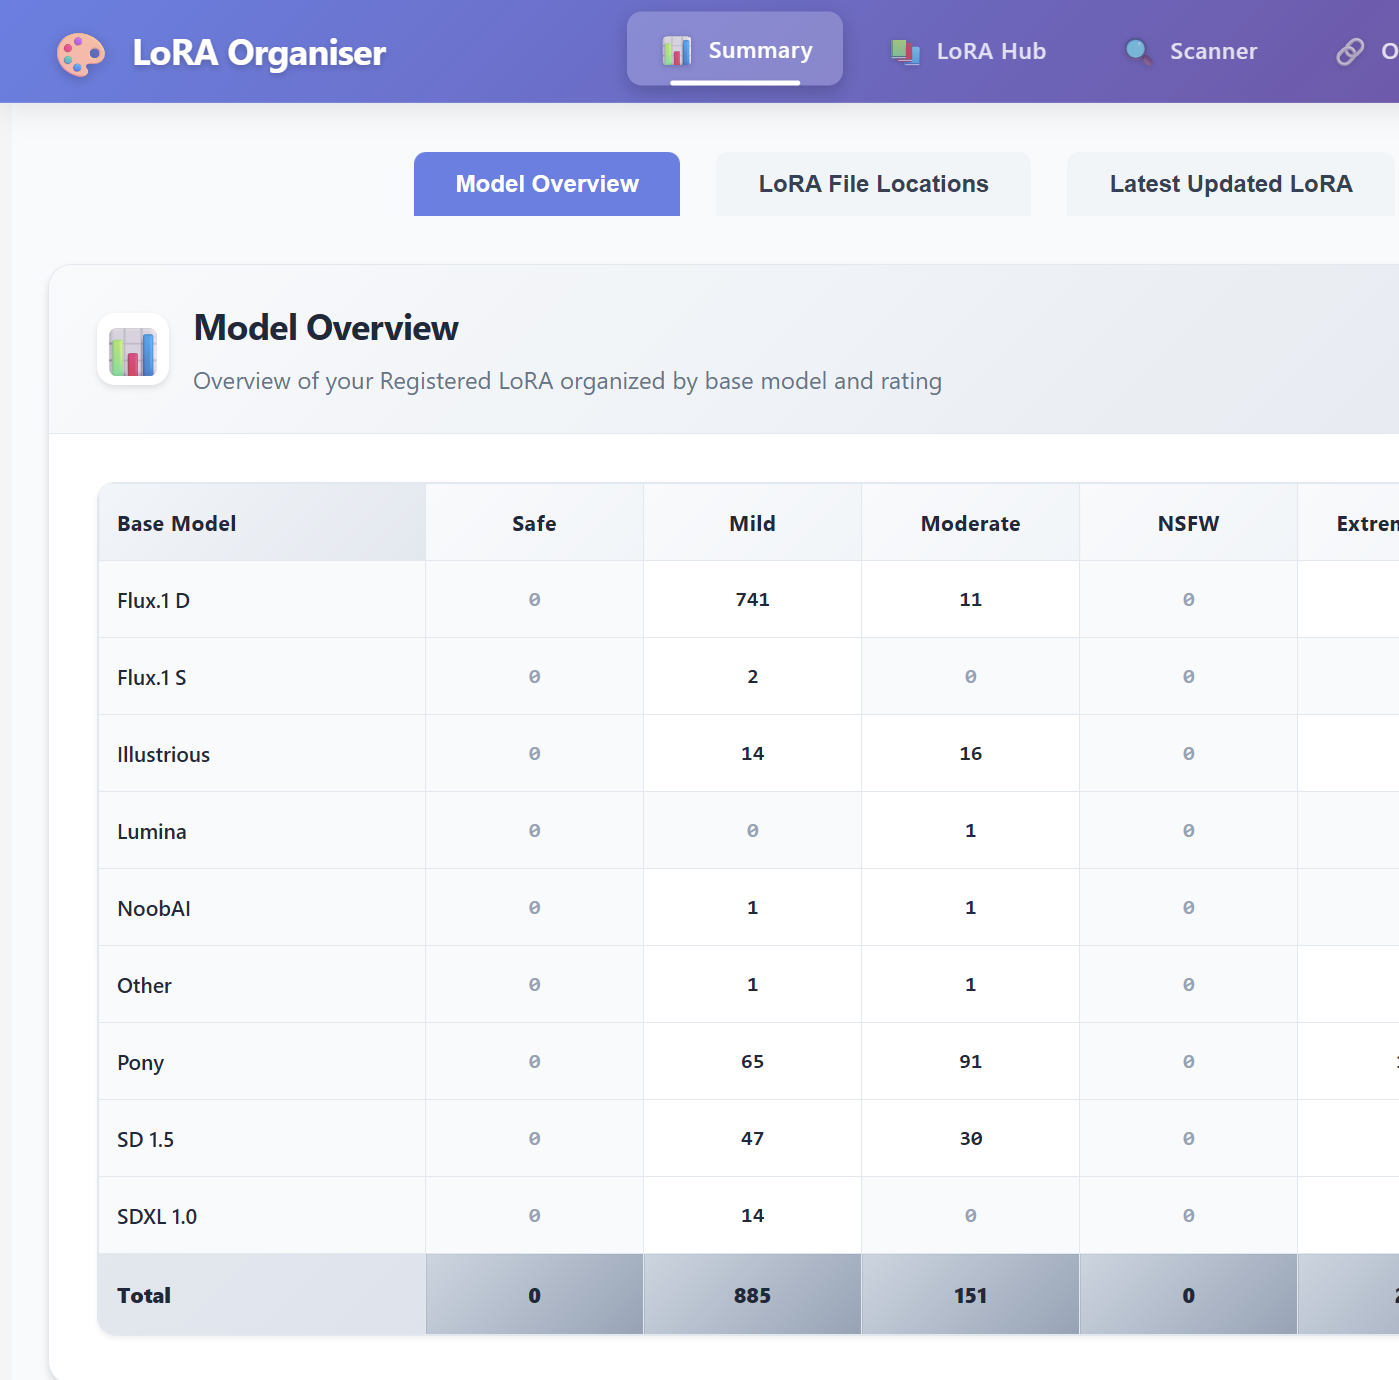 LoRA Organiser
Summary
LoRA Hub
Scanner
Model Overview
LoRA File Locations
Latest Updated LoRA
Model Overview
Overview of your Registered LoRA organized by base model and rating
Base Model Safe Mild Moderate NSFW
Flux.1 D 0 741 11 0
Flux.1 S 0 2 0 0
Illustrious 0 14 16 0
Lumina 0 0 1 0
NoobAI 0 1 1 0
Other 0 1 1 0
Pony 0 65 91 0
SD 1.5 0 47 30 0
SDXL 1.0 0 14 0 0
Total 0 885 151 0